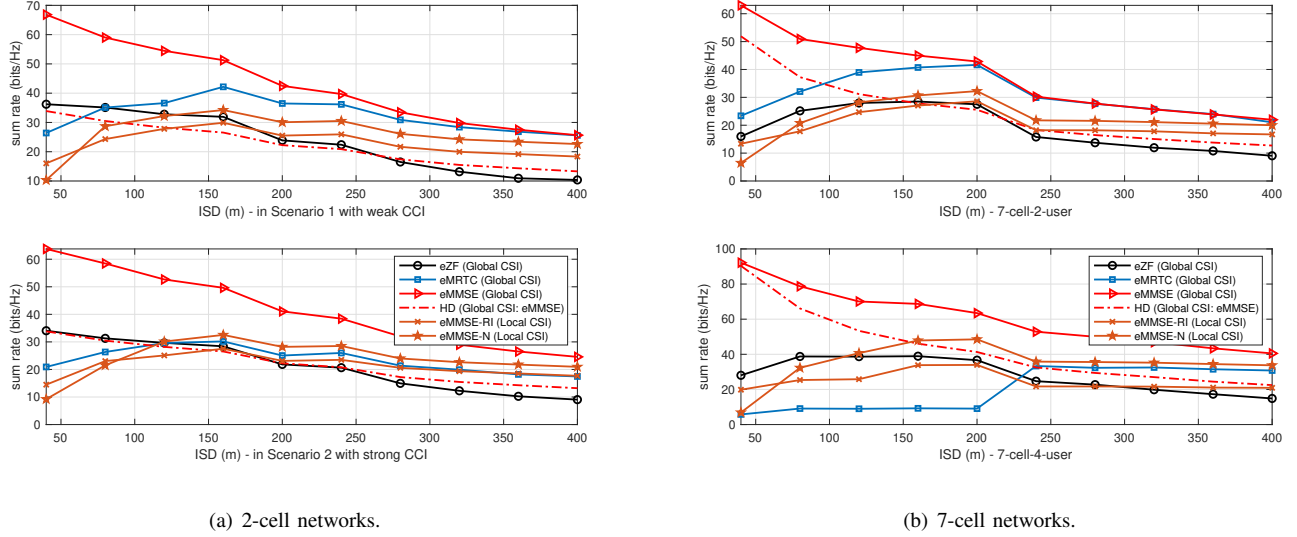 70
60
50
40
30
20
10
sum rate (bits/Hz)
50 100 150 200 250 300 350 400
ISD (m) - in Scenario 1 with weak CCI
60
50
40
30
20
10
0
sum rate (bits/Hz)
eZF (Global CSI)
eMRTC (Global CSI)
eMMSE (Global CSI)
HD (Global CSI: eMMSE)
eMMSE-RI (Local CSI)
eMMSE-N (Local CSI)
50 100 150 200 250 300 350 400
ISD (m) - in Scenario 2 with strong CCI
(a) 2-cell networks.
60
50
40
30
20
10
0
sum rate (bits/Hz)
50 100 150 200 250 300 350 400
ISD (m) - 7-cell-2-user
100
80
60
40
20
0
sum rate (bits/Hz)
eZF (Global CSI)
eMRTC (Global CSI)
eMMSE (Global CSI)
HD (Global CSI: eMMSE)
eMMSE-RI (Local CSI)
eMMSE-N (Local CSI)
50 100 150 200 250 300 350 400
ISD (m) - 7-cell-4-user
(b) 7-cell networks.